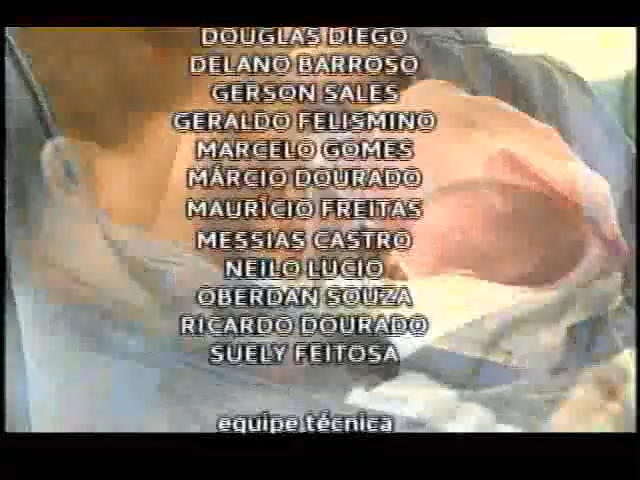 DOUGLAS DIEGO
DELANO BARROSO
GERSON SALES
GERALDO FELISMINO
MARCELO GOMES
MÁRCIO DOURADO
MAURÍCIO FREITAS
MESSIAS CASTRO
NEILO LUCIO
OBERDAN SOUZA
RICARDO DOURADO
SUELY FEITOSA
equipe técnica